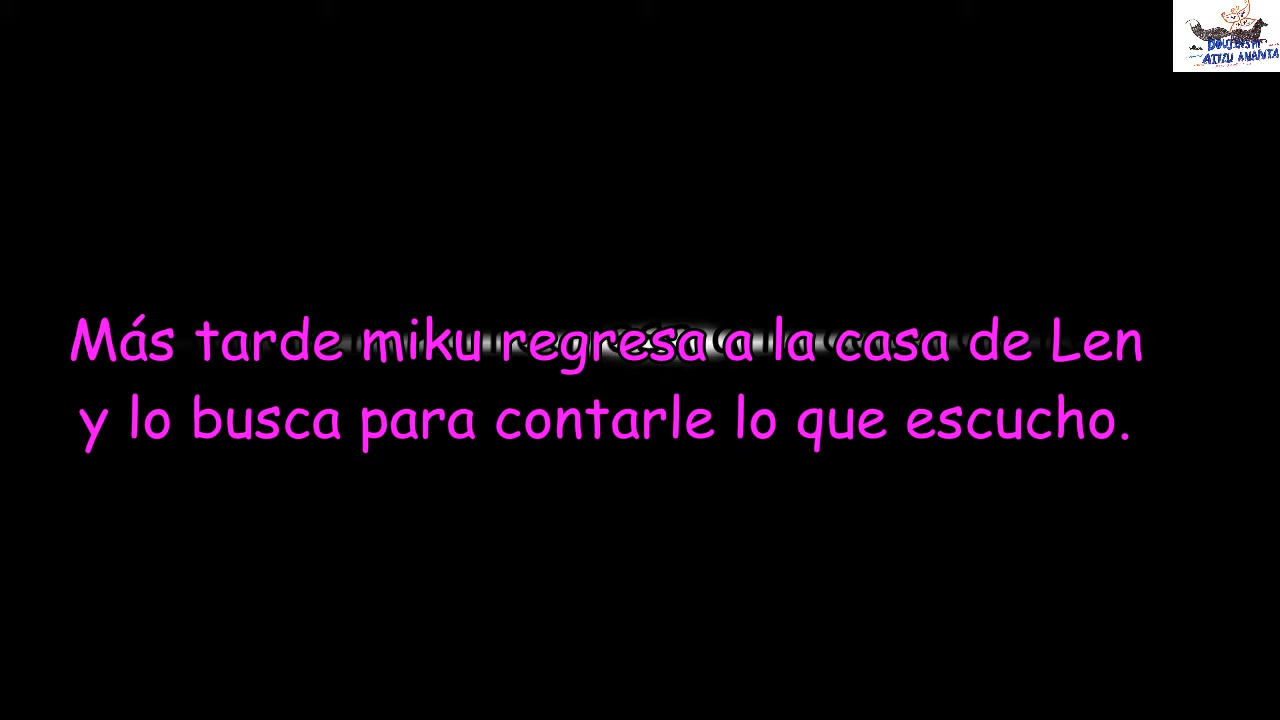 Más tarde miku regresa a la casa de Len
y lo busca para contarle lo que escucho.